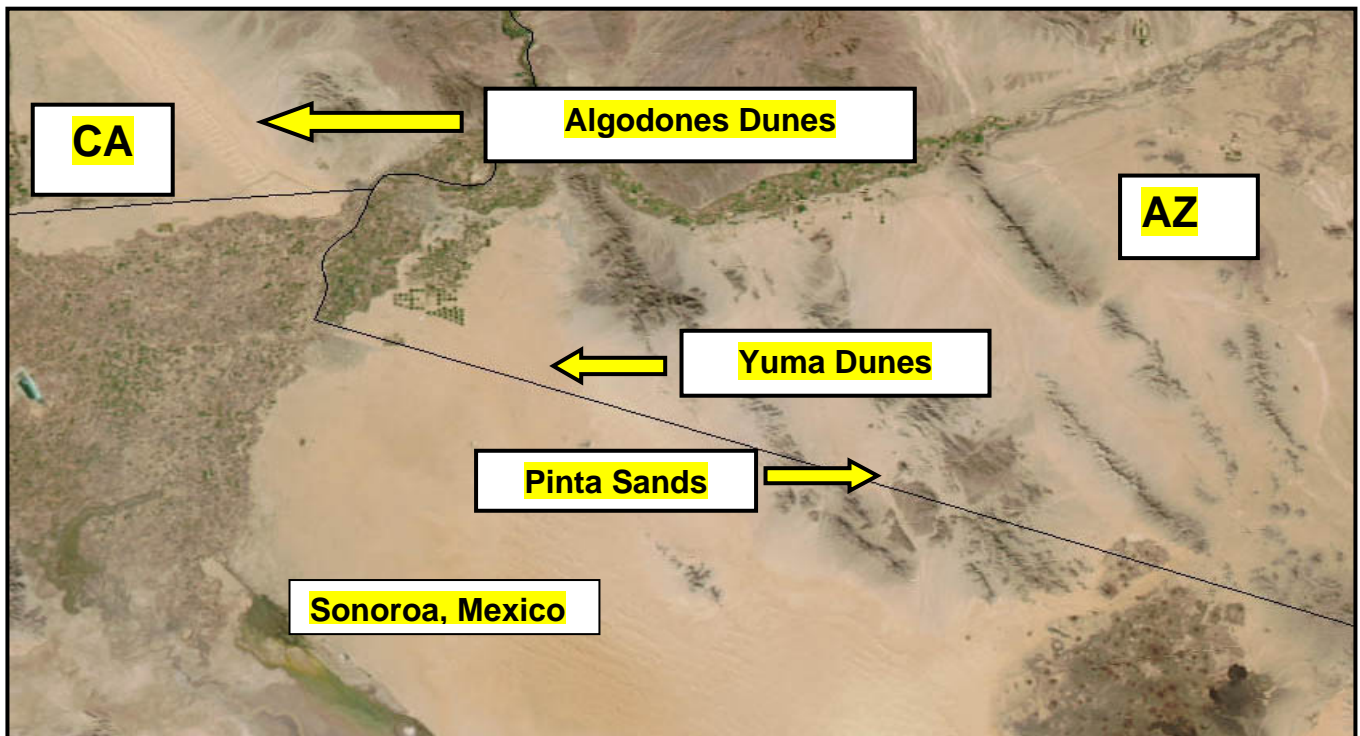 Algodones Dunes
CA
AZ
Yuma Dunes
Pinta Sands
Sonoroa, Mexico